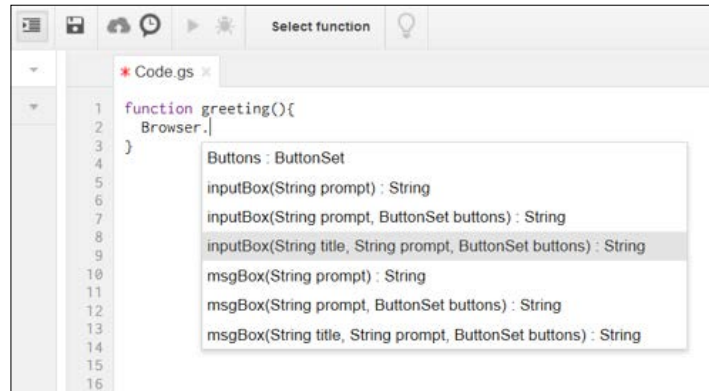 Select function
* Code.gs ×
1 function greeting(){
2 Browser.
3 }
4
5
6
7
8
9
10
11
12
13
14
15
16
Buttons : ButtonSet
inputBox(String prompt) : String
inputBox(String prompt, ButtonSet buttons) : String
inputBox(String title, String prompt, ButtonSet buttons) : String
msgBox(String prompt) : String
msgBox(String prompt, ButtonSet buttons) : String
msgBox(String title, String prompt, ButtonSet buttons) : String